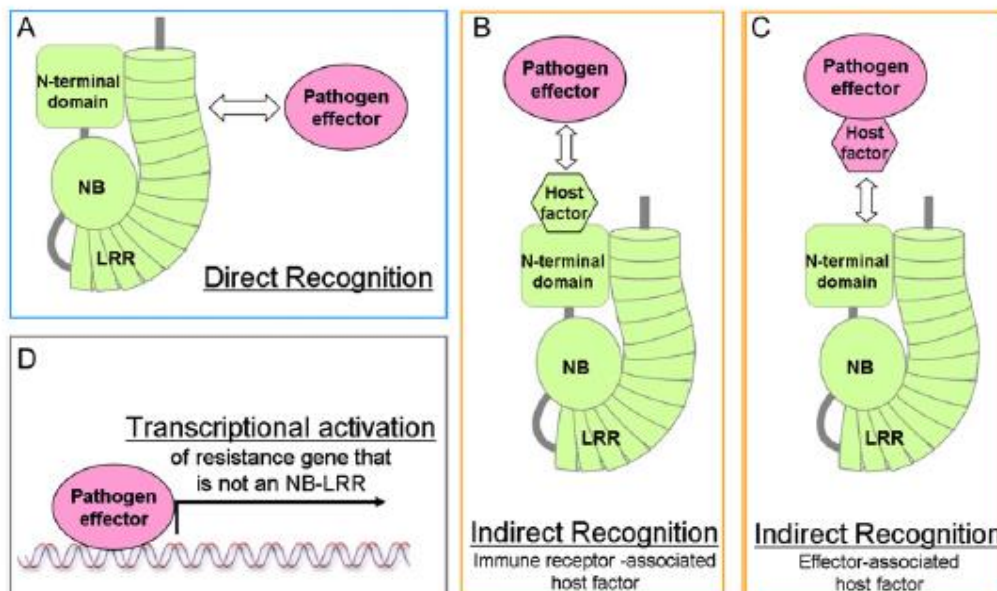 A
N-terminal
domain
NB
LRR
Pathogen
effector
Direct Recognition
B
Pathogen
effector
Host
factor
N-terminal
domain
NB
LRR
Indirect Recognition
Immune receptor -associated
host factor
C
Pathogen
effector
Host
factor
N-terminal
domain
NB
LRR
Indirect Recognition
Effector-associated
host factor
D
Transcriptional activation
of resistance gene that
is not an NB-LRR
Pathogen
effector